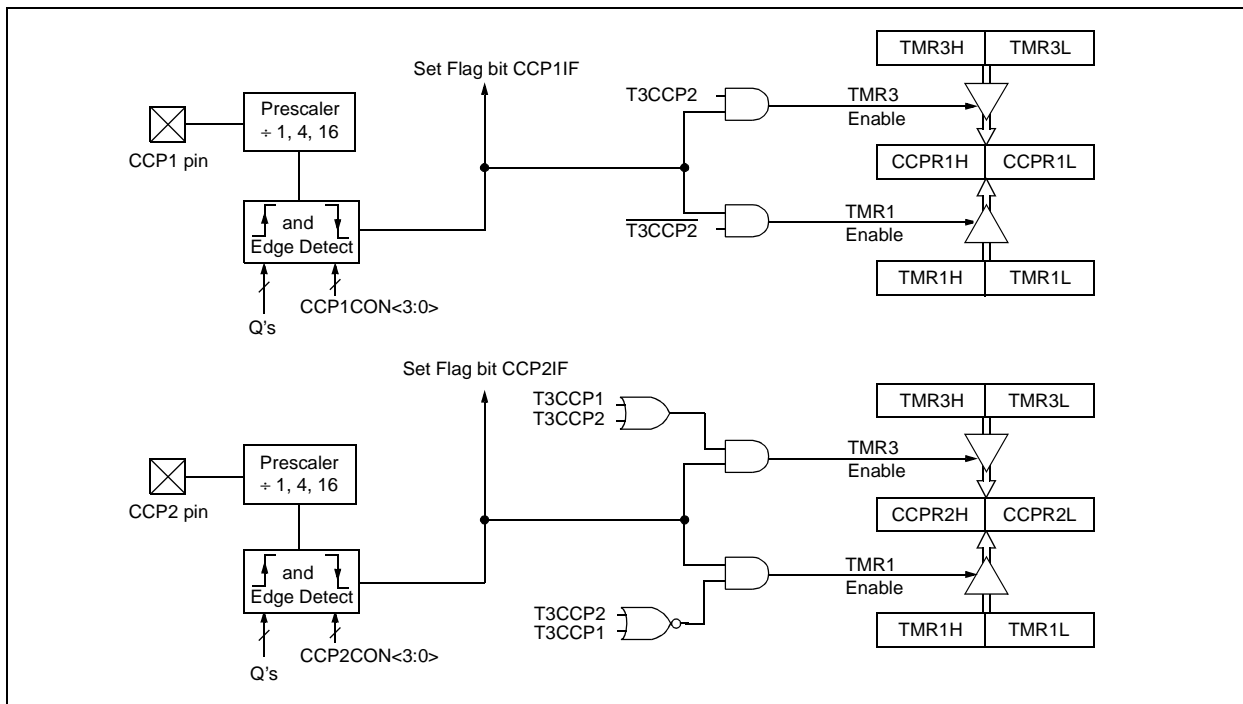 TMR3H TMR3L
Set Flag bit CCP1IF
T3CCP2
TMR3
Enable
Prescaler
÷ 1, 4, 16
CCP1 pin
CCPR1H CCPR1L
and
Edge Detect
T3CCP2
TMR1
Enable
TMR1H TMR1L
CCP1CON<3:0>
Q's
Set Flag bit CCP2IF
TMR3H TMR3L
T3CCP1
T3CCP2
TMR3
Enable
Prescaler
÷ 1, 4, 16
CCP2 pin
CCPR2H CCPR2L
and
Edge Detect
TMR1
Enable
T3CCP2
T3CCP1
TMR1H TMR1L
CCP2CON<3:0>
Q's